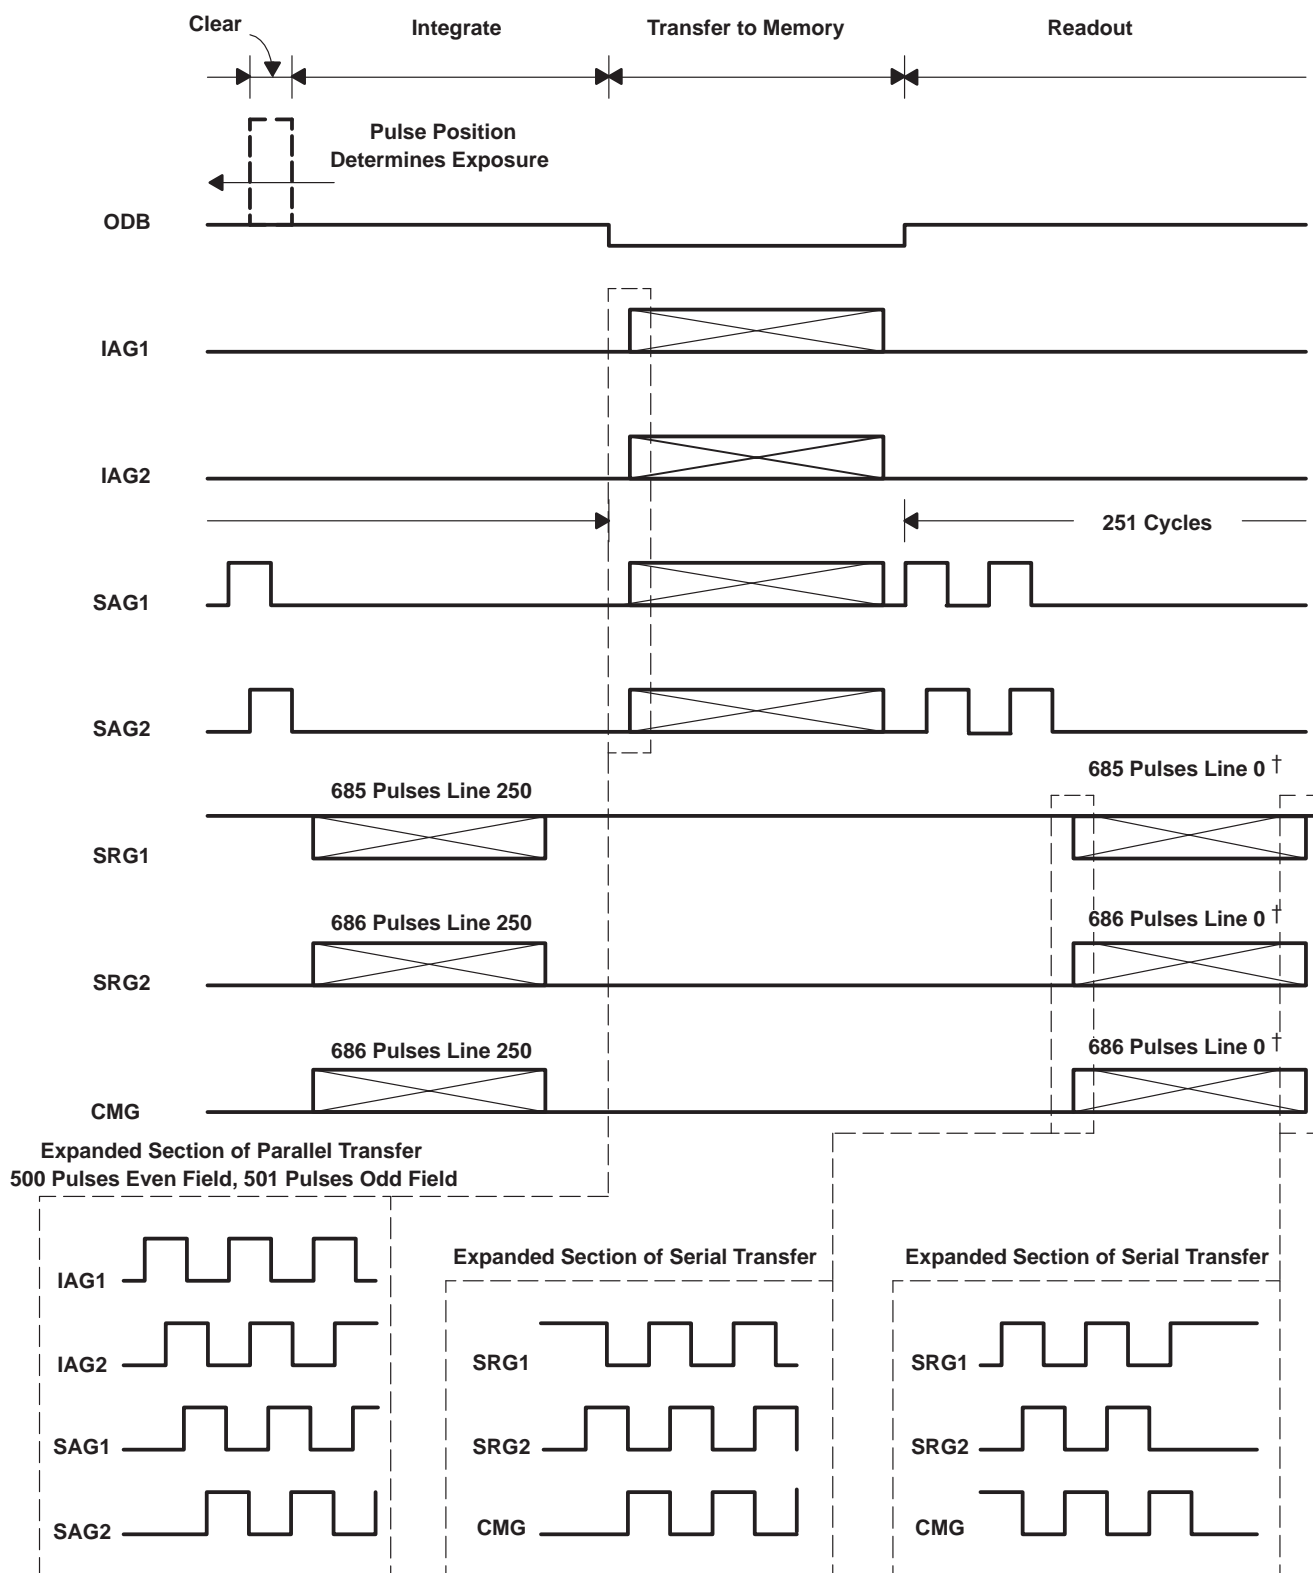 Clear
Integrate
Transfer to Memory
Readout
Pulse Position
Determines Exposure
ODB
IAG1
IAG2
251 Cycles
SAG1
SAG2
685 Pulses Line 250
685 Pulses Line 0 †
SRG1
686 Pulses Line 250
686 Pulses Line 0 †
SRG2
686 Pulses Line 250
686 Pulses Line 0 †
CMG
Expanded Section of Parallel Transfer
500 Pulses Even Field, 501 Pulses Odd Field
IAG1
IAG2
SAG1
SAG2
Expanded Section of Serial Transfer
SRG1
SRG2
CMG
Expanded Section of Serial Transfer
SRG1
SRG2
CMG